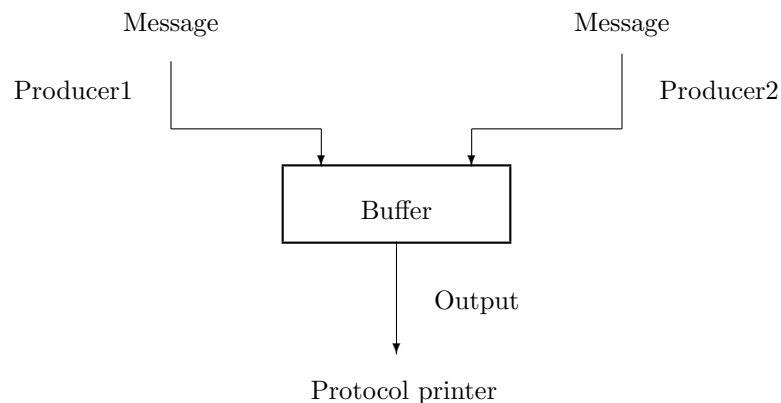 Message
Message
Producer1
Producer2
Buffer
Output
Protocol printer